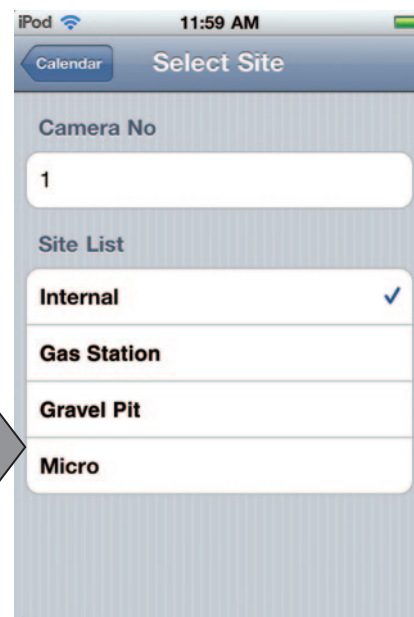 iPod 11:59 AM
Calendar Select Site
Camera No
1
Site List
Internal
Gas Station
Gravel Pit
Micro